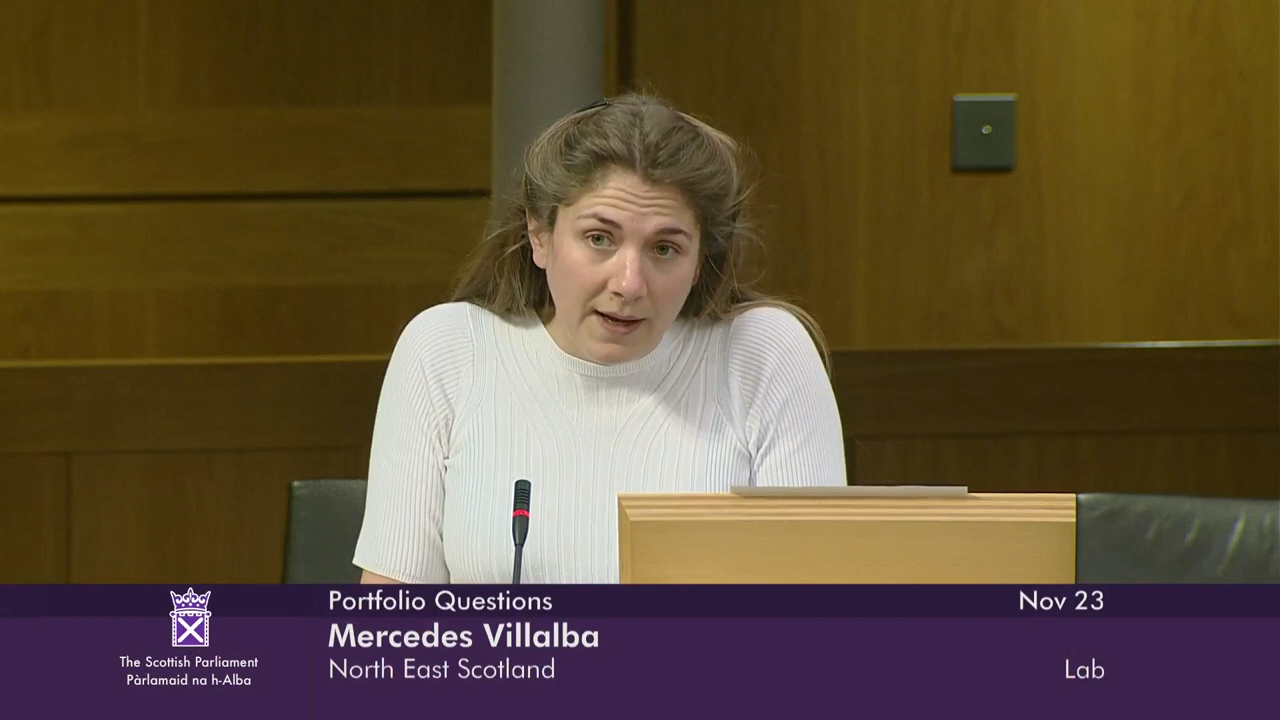 Portfolio Questions
Nov 23
Mercedes Villalba
North East Scotland
Lab
The Scottish Parliament
Pàrlamaid na h-Alba